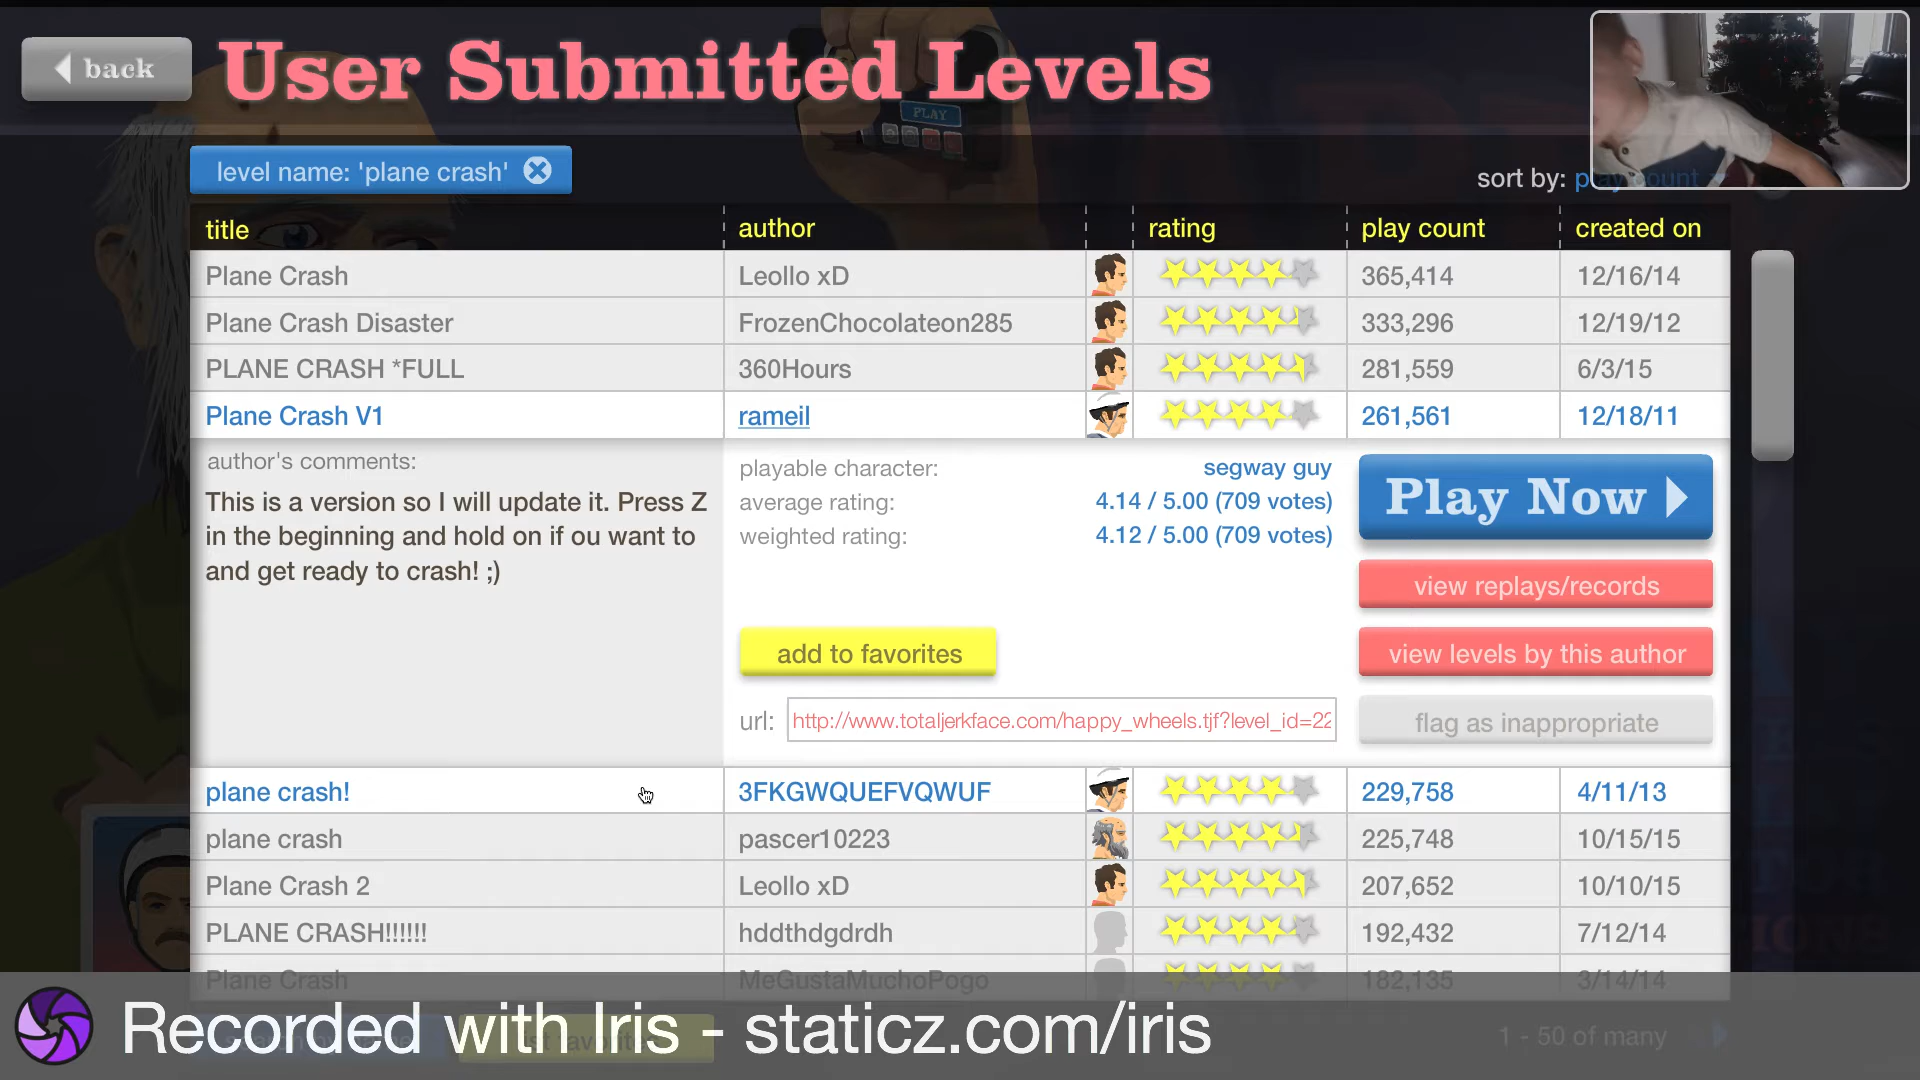 back
User Submitted Levels
PLAY
level name: 'plane crash'
sort by: play count
title author rating play count created on
Plane Crash Leollo xD 365,414 12/16/14
Plane Crash Disaster FrozenChocolateon285 333,296 12/19/12
PLANE CRASH *FULL 360Hours 281,559 6/3/15
Plane Crash V1 rameil 261,561 12/18/11
author's comments:
This is a version so I will update it. Press Z
in the beginning and hold on if ou want to
and get ready to crash! ;)
playable character: segway guy
average rating: 4.14 / 5.00 (709 votes)
weighted rating: 4.12 / 5.00 (709 votes)
add to favorites
url: http://www.totaljerkface.com/happy_wheels.tjf?level_id=22
Play Now
view replays/records
view levels by this author
flag as inappropriate
plane crash! 3FKGWQUEFVQWUF 229,758 4/11/13
plane crash pascer10223 225,748 10/15/15
Plane Crash 2 Leollo xD 207,652 10/10/15
PLANE CRASH!!!!!! hddthdgdrdh 192,432 7/12/14
Plane Crash MeGustaMuchoPogo 182,135 3/14/14
Recorded with Iris - staticz.com/iris
1 - 50 of many